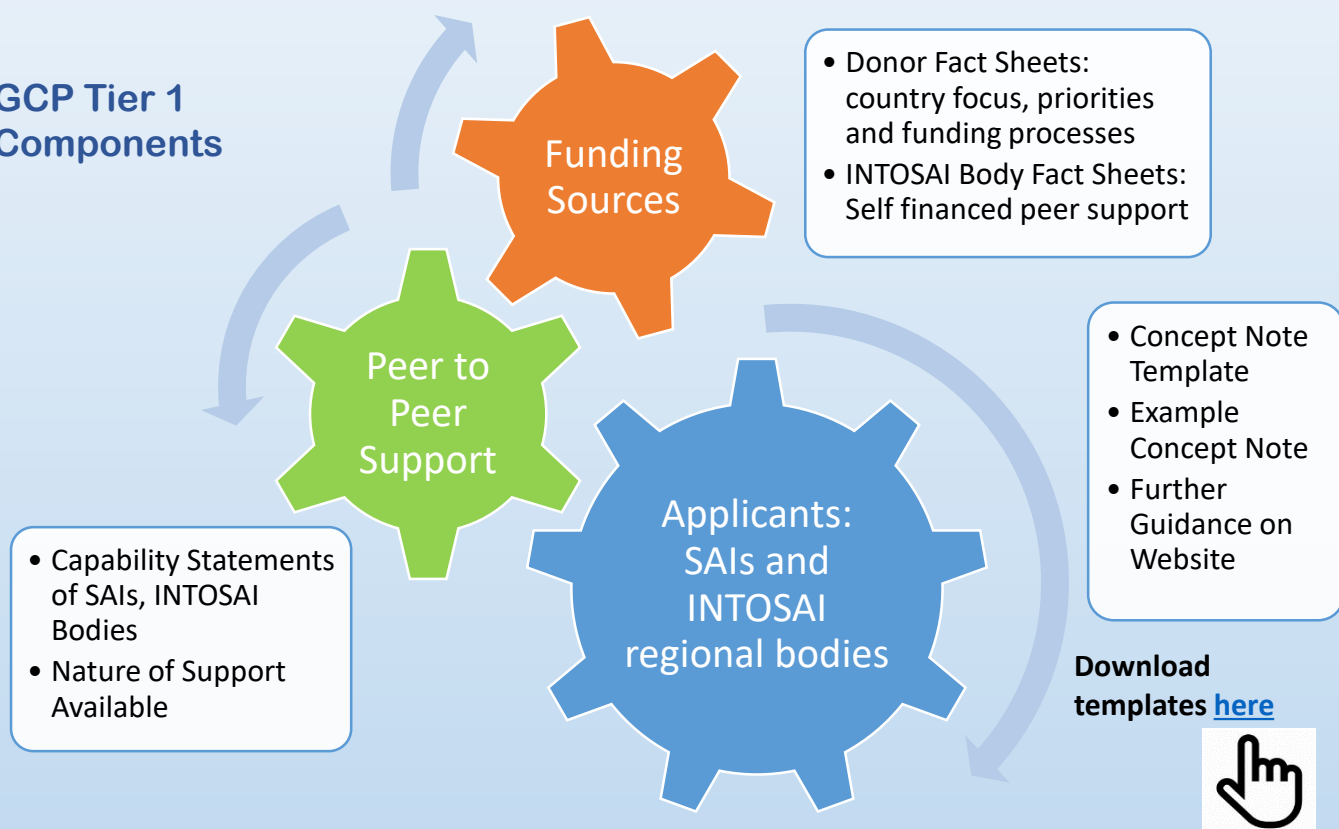 GCP Tier 1
Components
Funding
Sources
• Donor Fact Sheets:
country focus, priorities
and funding processes
• INTOSAI Body Fact Sheets:
Self financed peer support
Peer to
Peer
Support
• Capability Statements
of SAIs, INTOSAI
Bodies
• Nature of Support
Available
Applicants:
SAIs and
INTOSAI
regional bodies
• Concept Note
Template
• Example
Concept Note
• Further
Guidance on
Website
Download
templates here